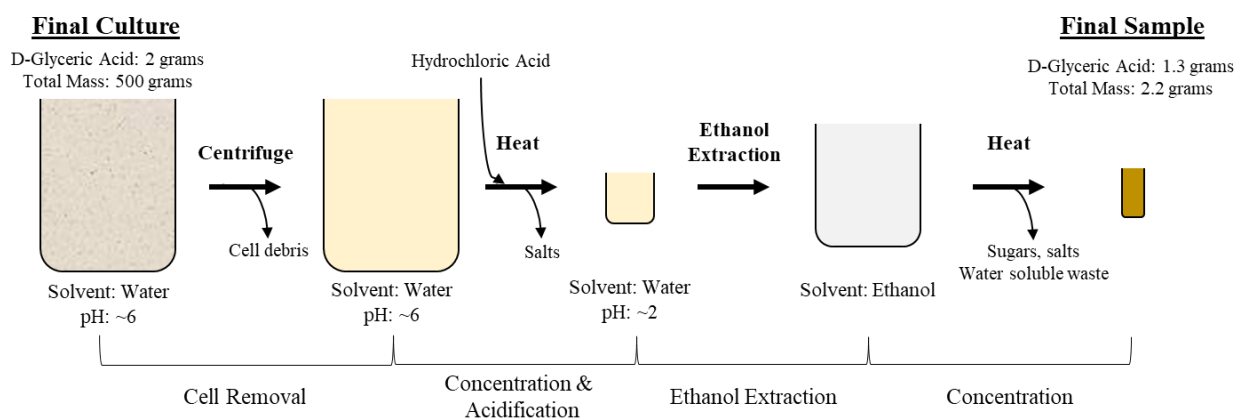 Final Culture
D-Glyceric Acid: 2 grams
Total Mass: 500 grams
Final Sample
D-Glyceric Acid: 1.3 grams
Total Mass: 2.2 grams
Hydrochloric Acid
Centrifuge
Heat
Ethanol
Extraction
Heat
Cell debris
Salts
Sugars, salts
Water soluble waste
Solvent: Water
pH: ~6
Solvent: Water
pH: ~6
Solvent: Water
pH: ~2
Solvent: Ethanol
Cell Removal
Concentration &
Acidification
Ethanol Extraction
Concentration